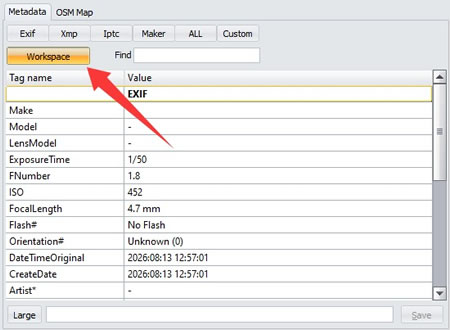 Metadata OSM Map
Exif Xmp Iptc Maker ALL Custom
Workspace Find
Tag name Value
EXIF
Make
Model -
LensModel -
ExposureTime 1/50
FNumber 1.8
ISO 452
FocalLength 4.7 mm
Flash# No Flash
Orientation# Unknown (0)
DateTimeOriginal 2026:08:13 12:57:01
CreateDate 2026:08:13 12:57:01
Artist* -
Large Save